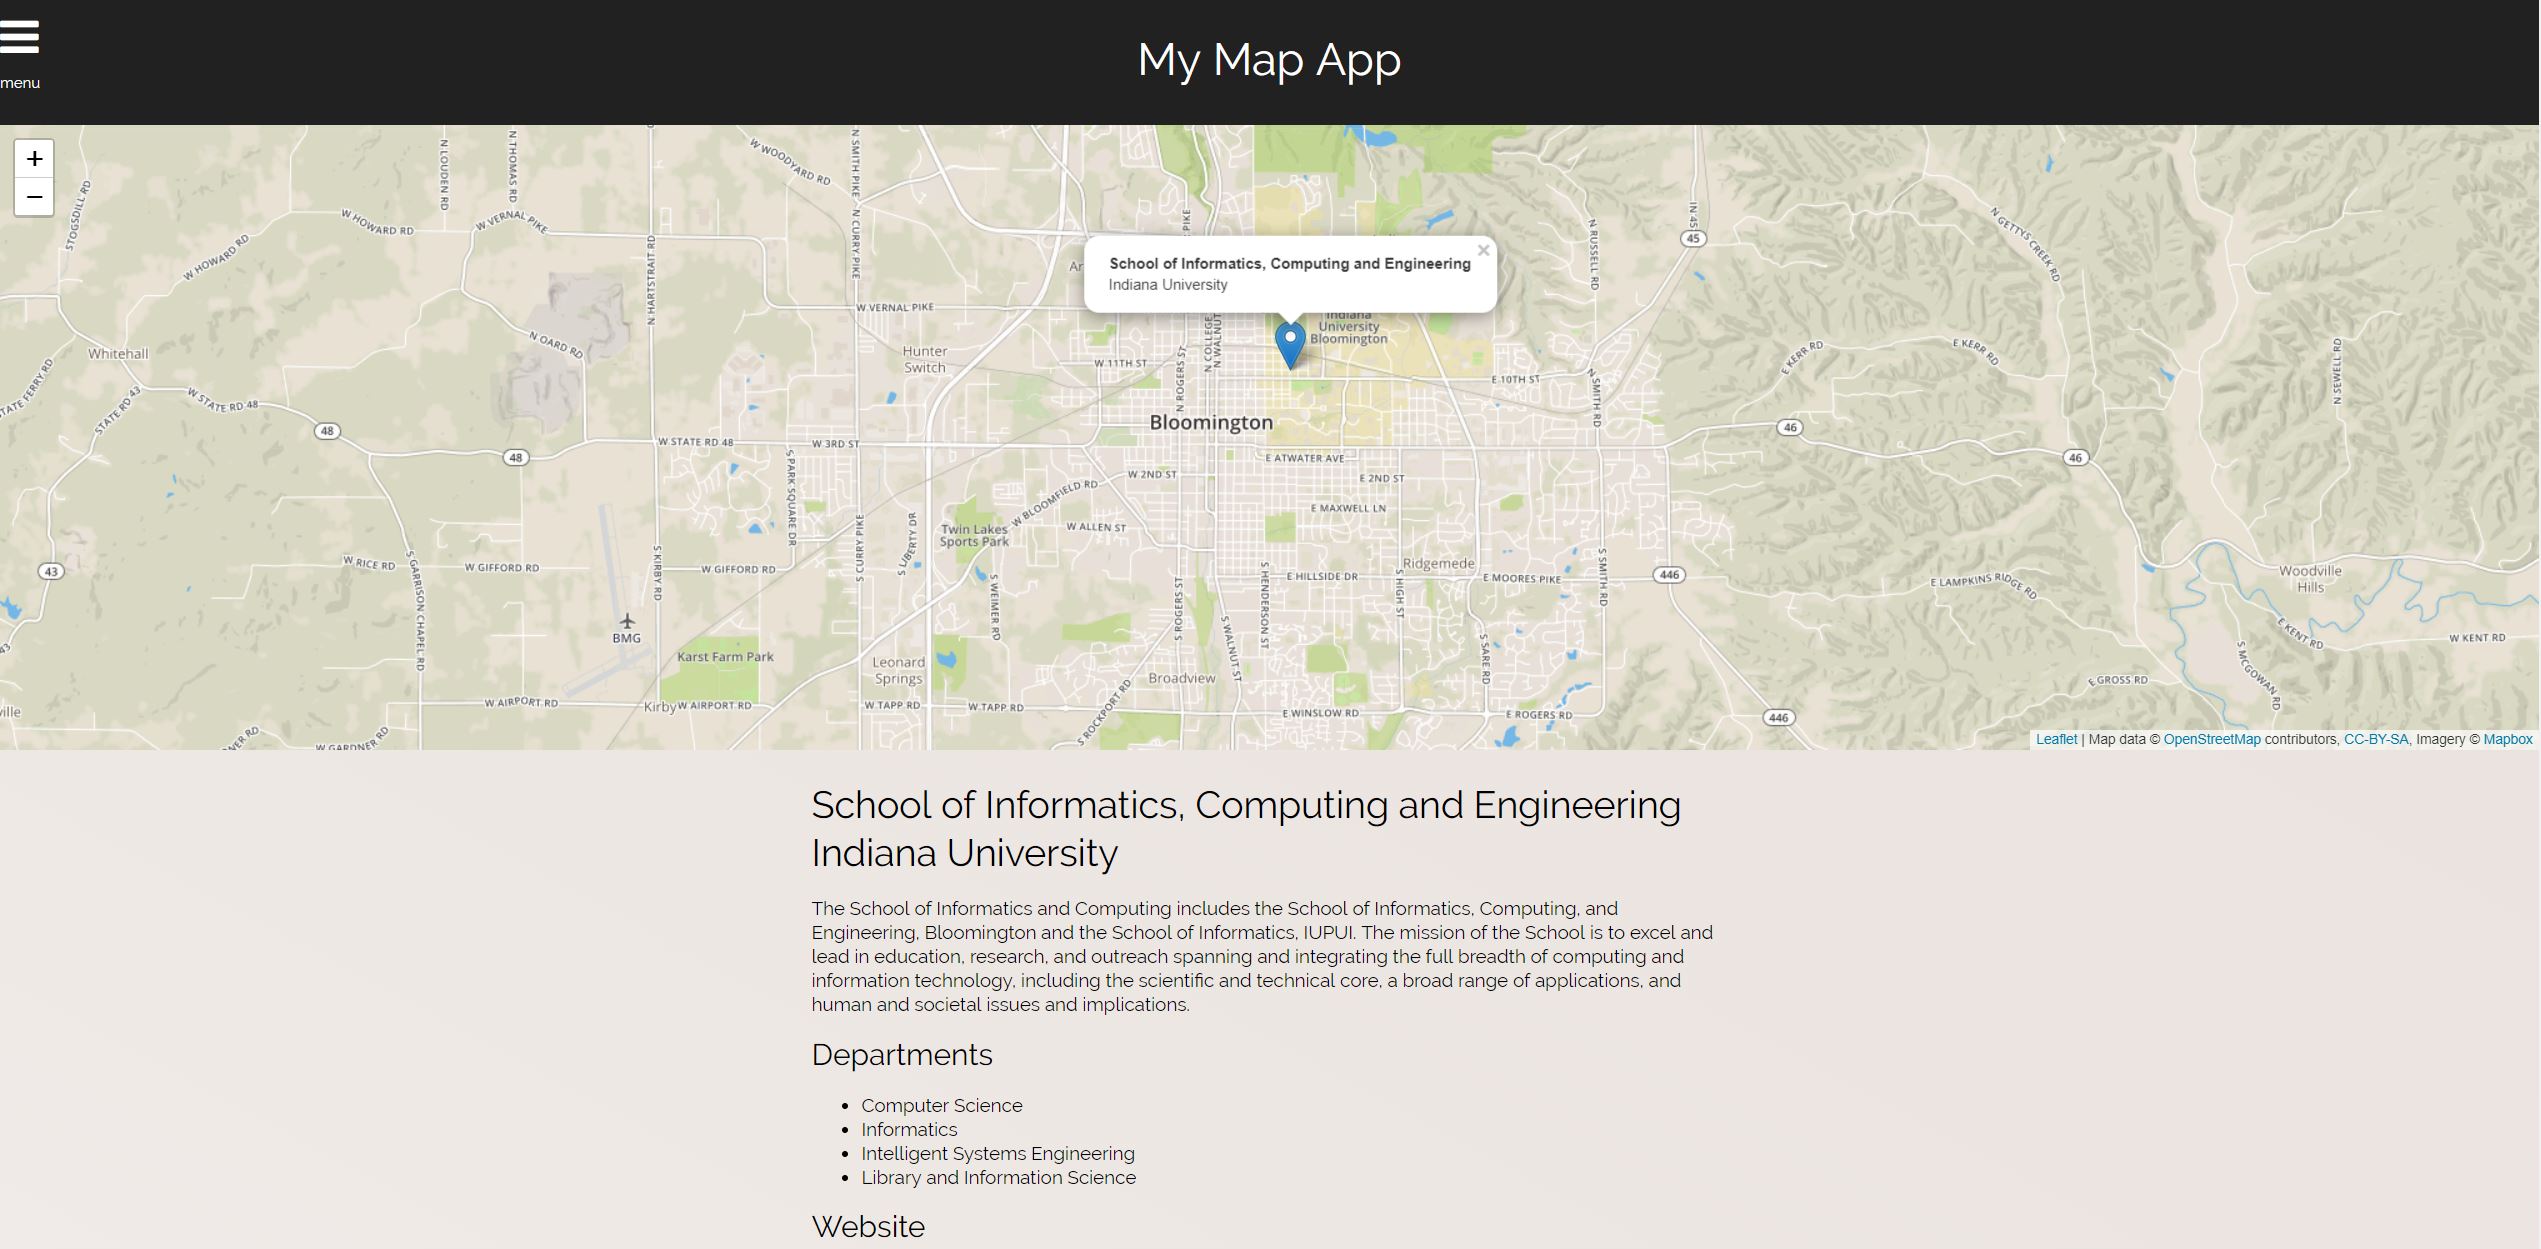 My Map App
menu
+
−
N LOUDEN RD
N THOMAS RD
W WOODYARD RD
N SMITH PIKE
N CURRY PIKE
IN 45
45
STOGSDILL RD
W HOWARD RD
W HOWARD RD
W VERNAL PIKE
N HARTSTRAIT RD
PIKE
N RUSSELL RD
N GETTYS CREEK RD
×
School of Informatics, Computing and Engineering
Indiana University
W VERNAL PIKE
N OARD RD
N COLLEGE
N WALNUT
Indiana
University
Bloomington
Whitehall
Hunter
Switch
W 11TH ST
N ROGERS ST
E 10TH ST
N SMITH RD
E KERR RD
E KERR RD
N SEWELL RD
STATE RD 43
W STATE RD 48
48
48
W STATE RD 48
W 3RD ST
Bloomington
46
46
E ATWATER AVE
W 2ND ST
E 2ND ST
S PARK SQUARE DR
W BLOOMFIELD RD
E MAXWELL LN
Twin Lakes
Sports Park
W ALLEN ST
S CURRY PIKE
S LIBERTY DR
43
W RICE RD
W GIFFORD RD
W GIFFORD RD
S GARRISON CHAPEL RD
S KIRBY RD
S WEIMER RD
S ROGERS ST
S HENDERSON ST
E HILLSIDE DR
Ridgemede
S HIGH ST
E MOORES PIKE
S SMITH RD
446
E LAMPKINS RIDGE RD
Woodville
Hills
BMG
Karst Farm Park
Leonard
Springs
S WALNUT ST
Broadview
S SARE RD
E KENT RD
W KENT RD
S MCGOWAN RD
E GROSS RD
ville
W AIRPORT RD
Kirby
W AIRPORT RD
W TAPP RD
W TAPP RD
S ROCKPORT RD
E WINSLOW RD
E ROGERS RD
446
W GARDNER RD
Leaflet | Map data © OpenStreetMap contributors, CC-BY-SA, Imagery © Mapbox
School of Informatics, Computing and Engineering
Indiana University
The School of Informatics and Computing includes the School of Informatics, Computing, and
Engineering, Bloomington and the School of Informatics, IUPUI. The mission of the School is to excel and
lead in education, research, and outreach spanning and integrating the full breadth of computing and
information technology, including the scientific and technical core, a broad range of applications, and
human and societal issues and implications.
Departments
• Computer Science
• Informatics
• Intelligent Systems Engineering
• Library and Information Science
Website